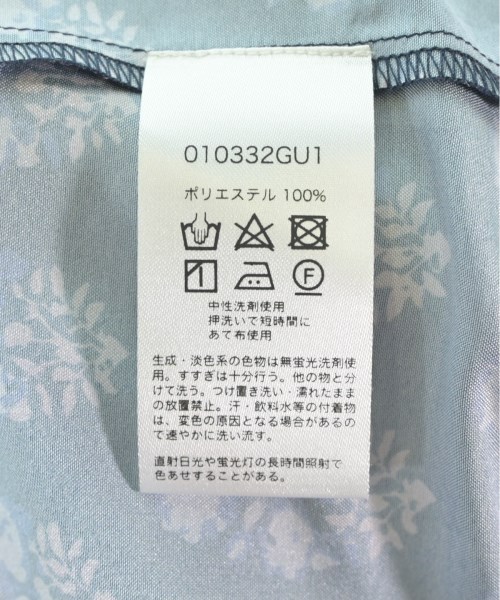 010332GU1
ポリエステル 100%
F
中性洗剤使用
押洗いで短時間に
あて布使用
生成・淡色系の色物は無蛍光洗剤使
用。すすぎは十分行う。他の物と分
けて洗う。つけ置き洗い・濡れたまま
の放置禁止。汗・飲料水等の付着物
は、変色の原因となる場合があるの
で速やかに洗い流す。
直射日光や蛍光灯の長時間照射で
色あせすることがある。